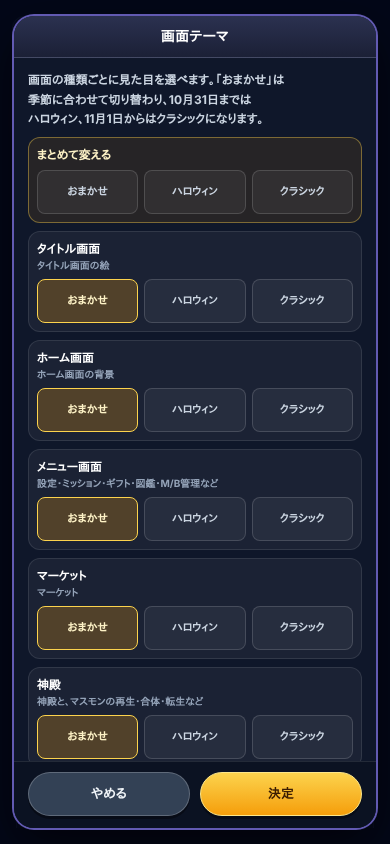 画面テーマ
画面の種類ごとに見た目を選べます。「おまかせ」は
季節に合わせて切り替わり、10月31日までは
ハロウィン、11月1日からはクラシックになります。
まとめて変える
おまかせ ハロウィン クラシック
タイトル画面
タイトル画面の絵
おまかせ ハロウィン クラシック
ホーム画面
ホーム画面の背景
おまかせ ハロウィン クラシック
メニュー画面
設定・ミッション・ギフト・図鑑・M/B管理など
おまかせ ハロウィン クラシック
マーケット
マーケット
おまかせ ハロウィン クラシック
神殿
神殿と、マスモンの再生・合体・転生など
おまかせ ハロウィン クラシック
やめる 決定